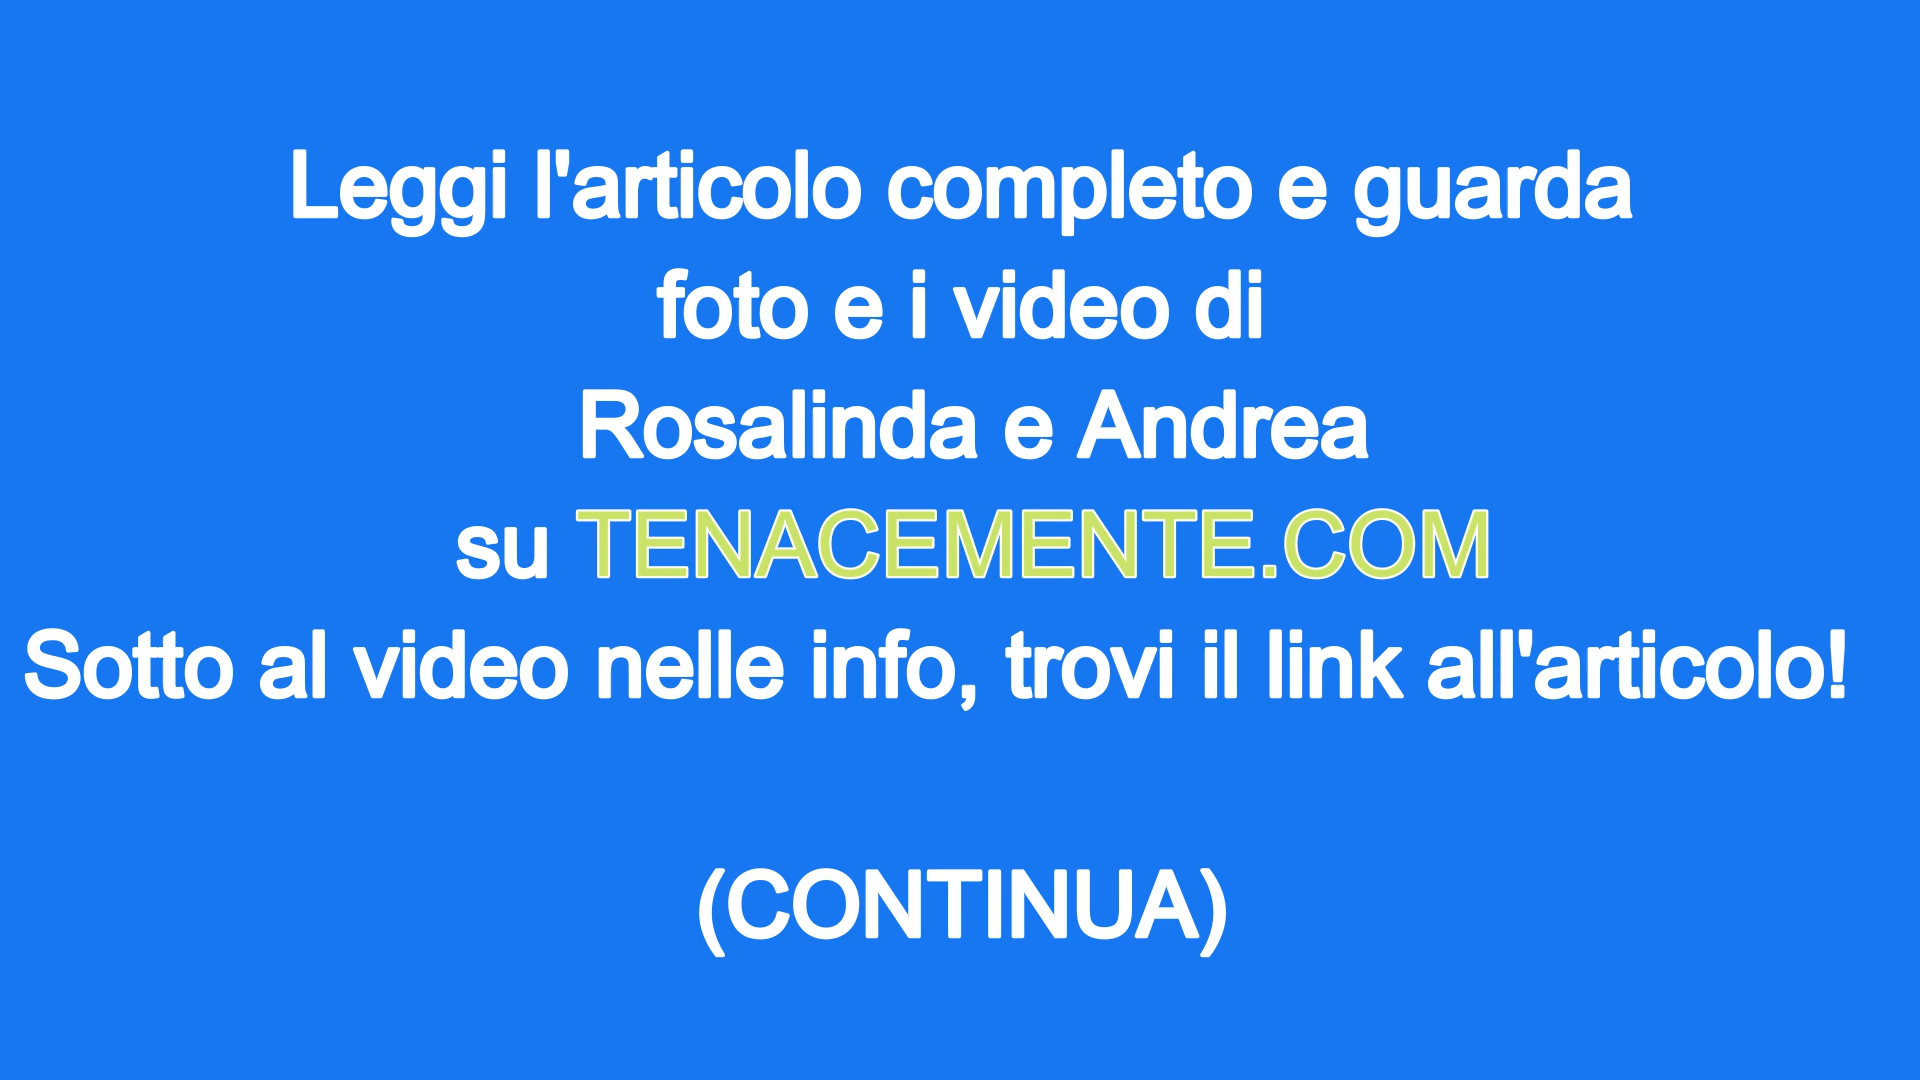 Leggi l'articolo completo e guarda
foto e i video di
Rosalinda e Andrea
su TENACEMENTE.COM
Sotto al video nelle info, trovi il link all'articolo!
(CONTINUA)